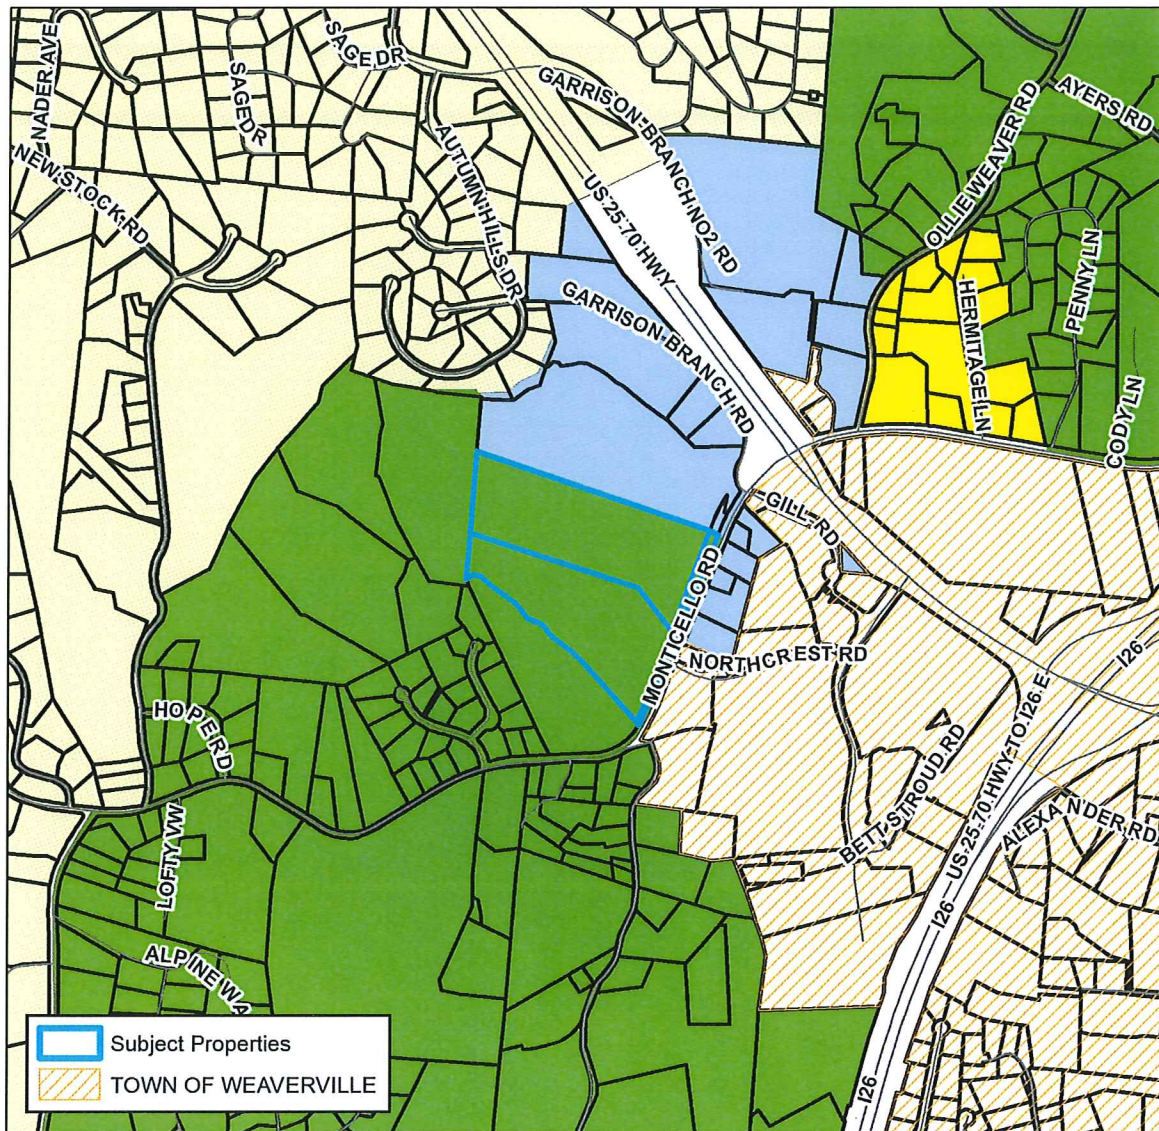 NADER AVE
SAGE DR
SAGE DR
NEW STOCK RD
AUTUMN HILLS DR
GARRISON BRANCH NO2 RD
US 25-70 HWY
GARRISON BRANCH RD
OLLIE WEAVER RD
AYERS RD
HERMITAGE LN
PENNY LN
CODY LN
GILL RD
MONTICELLO RD
NORTHCREST RD
HOPE RD
LOFTY VW
ALPINE WA
BETT STROUD RD
I26
US 25-70 HWY TO I26 E
I26
ALEXANDER RD
I26
Subject Properties
TOWN OF WEAVERVILLE